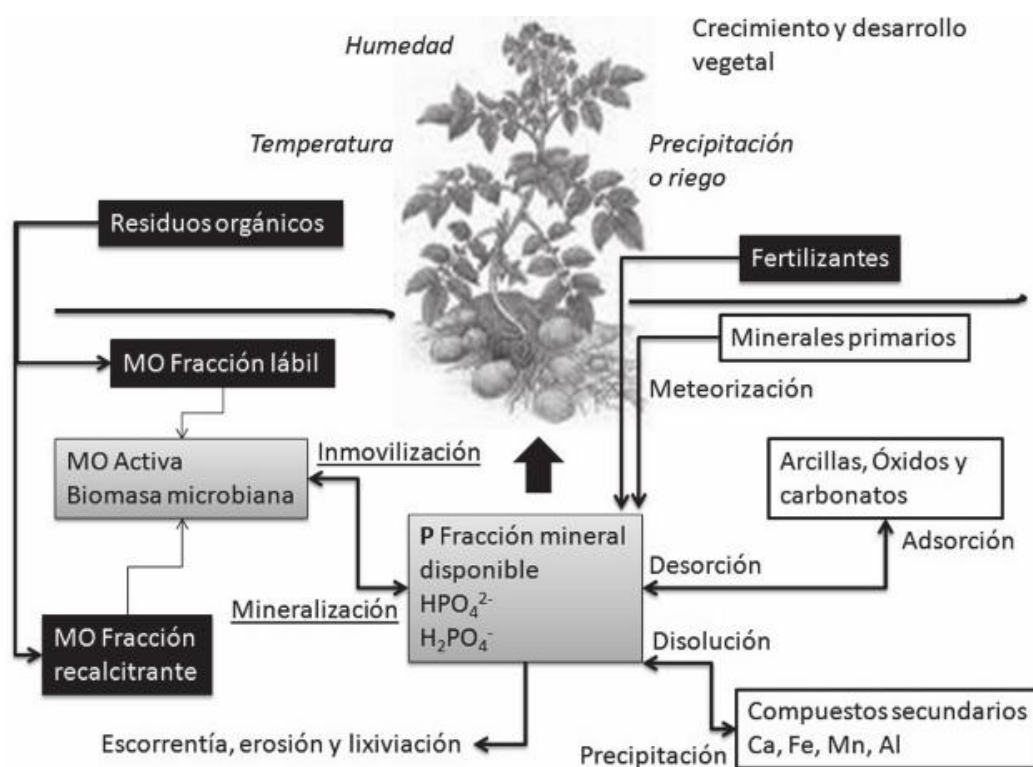 Humedad
Crecimiento y desarrollo
vegetal
Temperatura
Precipitación
o riego
Residuos orgánicos
Fertilizantes
MO Fracción lábil
Minerales primarios
Meteorización
Inmovilización
MO Activa
Biomasa microbiana
Arcillas, Óxidos y
carbonatos
Adsorción
P Fracción mineral
disponible
HPO₄²⁻
H₂PO₄⁻
Desorción
Mineralización
MO Fracción
recalcitrante
Disolución
Compuestos secundarios
Ca, Fe, Mn, Al
Escorrentía, erosión y lixiviación
Precipitación